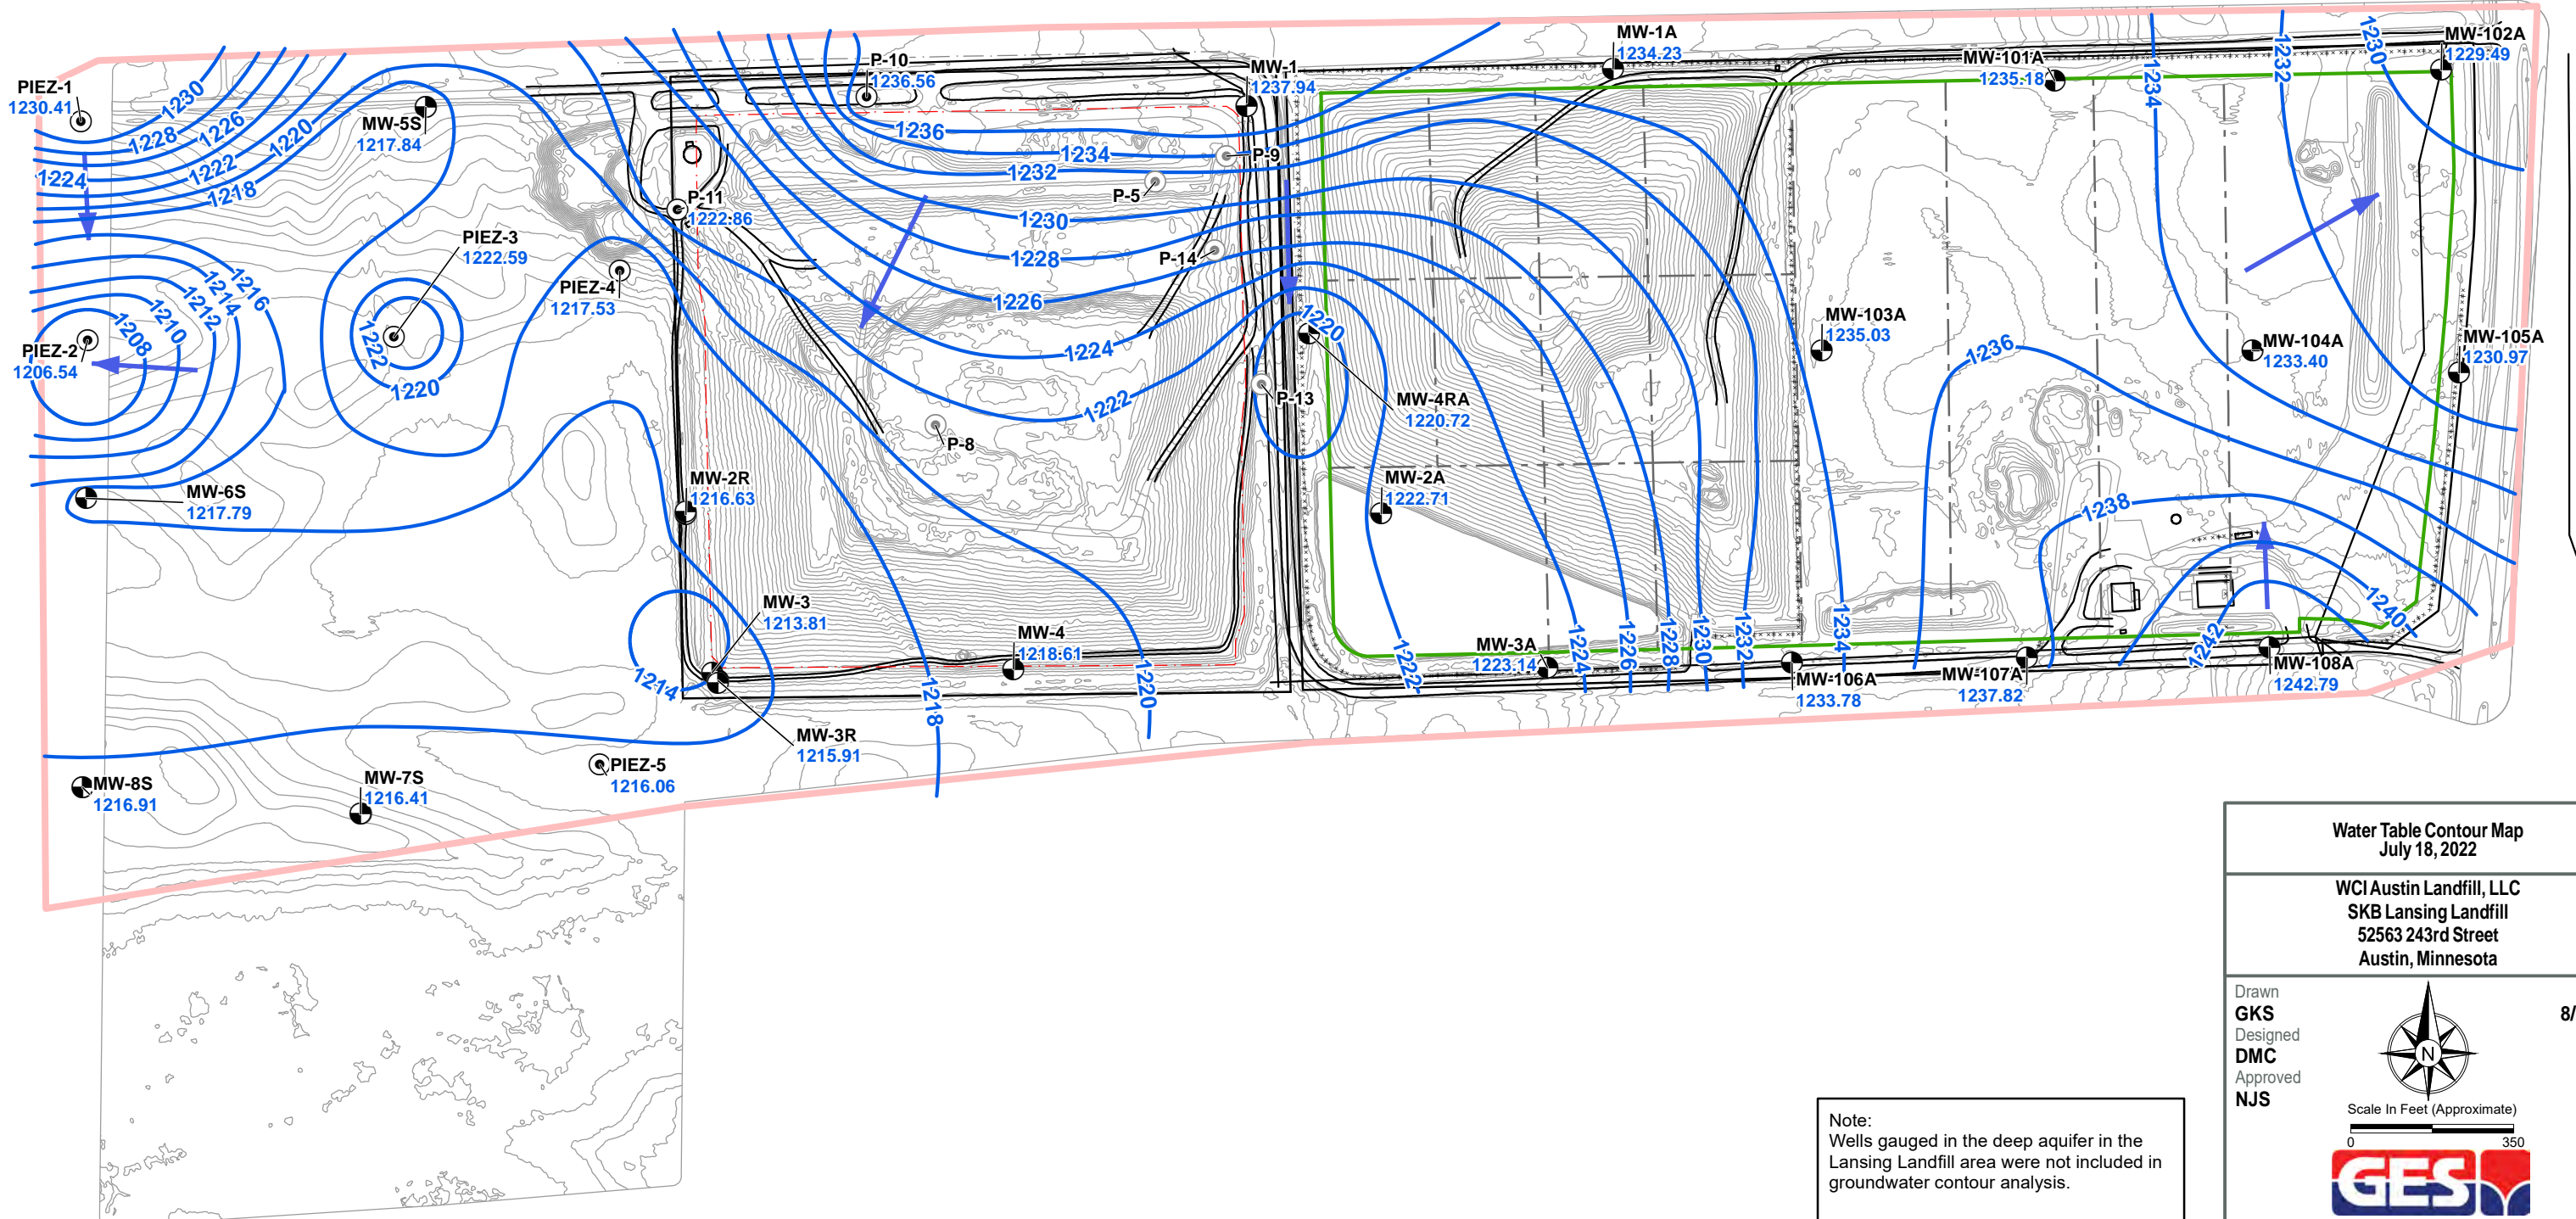 PIEZ-1
1230.41
MW-5S
1217.84
PIEZ-3
1222.59
PIEZ-4
1217.53
PIEZ-2
1206.54
MW-6S
1217.79
MW-8S
1216.91
MW-7S
1216.41
PIEZ-5
1216.06
P-10
1236.56
MW-1
1237.94
P-9
P-5
P-11
1222.86
P-14
P-13
P-8
MW-2R
1216.63
MW-3
1213.81
MW-3R
1215.91
MW-4
1218.61
MW-1A
1234.23
MW-101A
1235.18
MW-102A
1229.49
MW-103A
1235.03
MW-104A
1233.40
MW-105A
1230.97
MW-4RA
1220.72
MW-2A
1222.71
MW-3A
1223.14
MW-106A
1233.78
MW-107A
1237.82
MW-108A
1242.79
1230
1228
1226
1224
1222
1220
1218
1216
1214
1212
1210
1208
1222
1220
1214
1236
1234
1232
1230
1228
1226
1224
1222
1218
1220
1220
1222
1224
1226
1228
1230
1232
1234
1234
1232
1230
1236
1238
1240
1242
Note:
Wells gauged in the deep aquifer in the
Lansing Landfill area were not included in
groundwater contour analysis.
Water Table Contour Map
July 18, 2022
WCI Austin Landfill, LLC
SKB Lansing Landfill
52563 243rd Street
Austin, Minnesota
Drawn
GKS
8/
Designed
DMC
Approved
NJS
N
Scale In Feet (Approximate)
0 350
GES